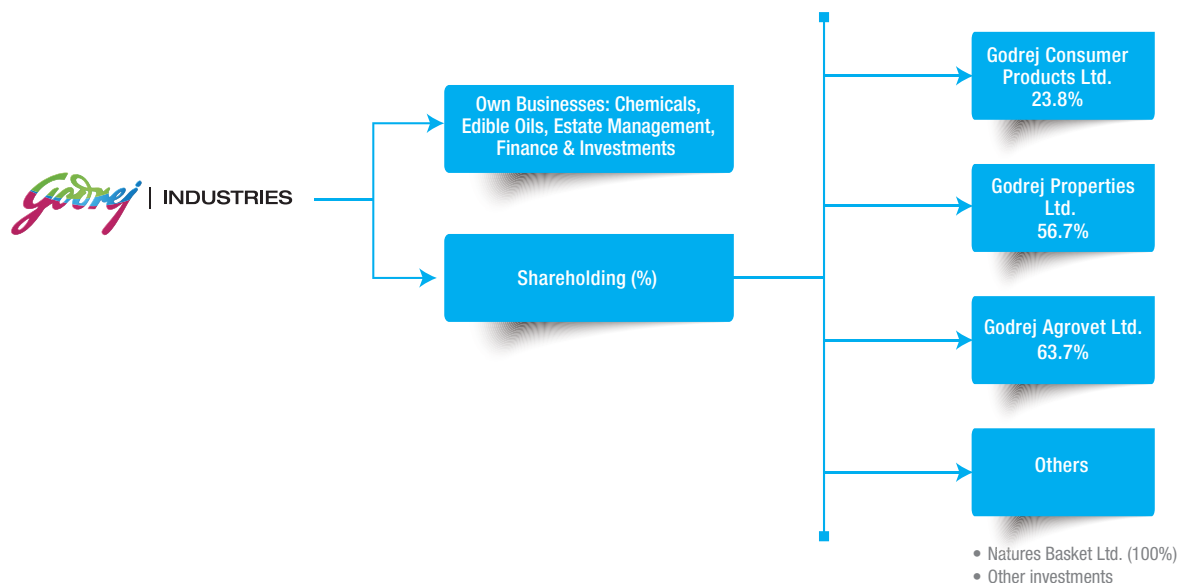 Godrej | INDUSTRIES
Own Businesses: Chemicals,
Edible Oils, Estate Management,
Finance & Investments
Shareholding (%)
Godrej Consumer
Products Ltd.
23.8%
Godrej Properties
Ltd.
56.7%
Godrej Agrovet Ltd.
63.7%
Others
• Natures Basket Ltd. (100%)
• Other investments